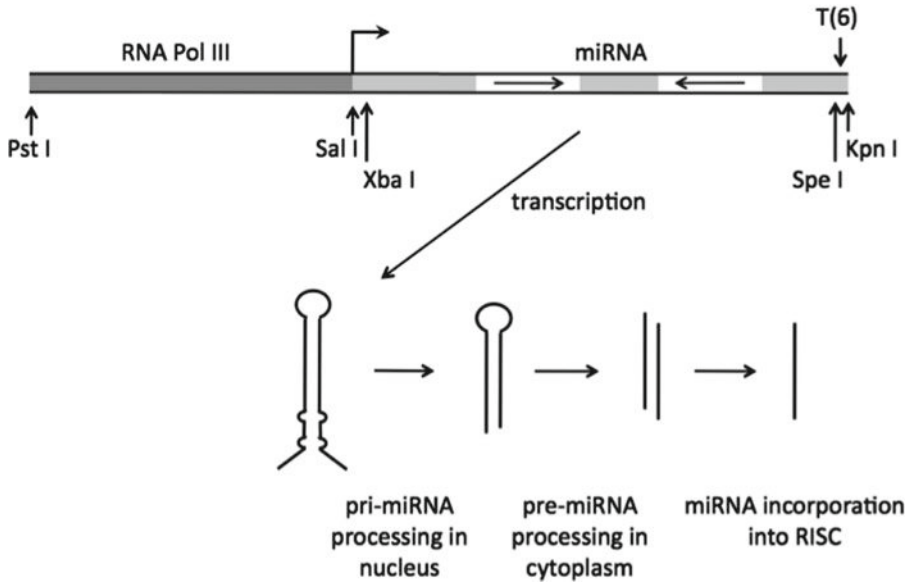 T(6)
RNA Pol III
miRNA
Pst I
Sal I
Xba I
Spe I
Kpn I
transcription
pri-miRNA
processing in
nucleus
pre-miRNA
processing in
cytoplasm
miRNA incorporation
into RISC